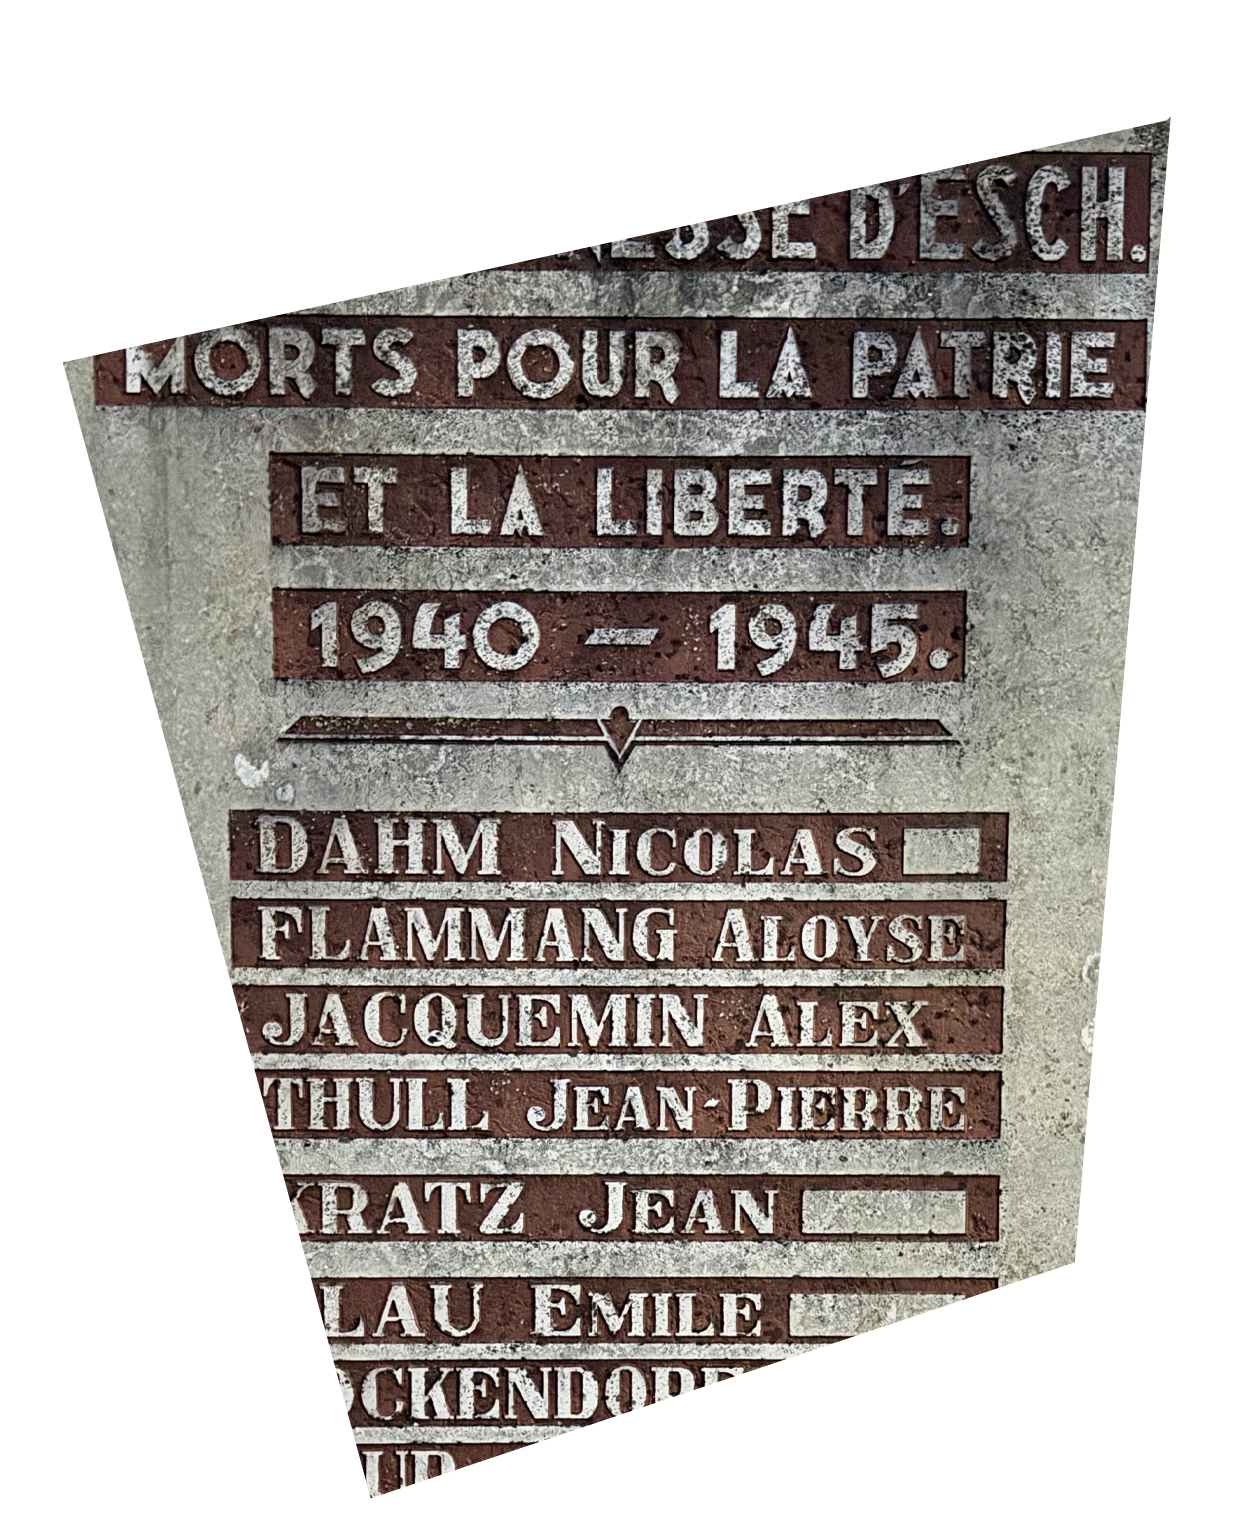 D'ESCH.
MORTS POUR LA PATRIE
ET LA LIBERTÉ.
1940 — 1945.
DAHM NICOLAS
FLAMMANG ALOYSE
JACQUEMIN ALEX
THULL JEAN-PIERRE
KRATZ JEAN
EMILE